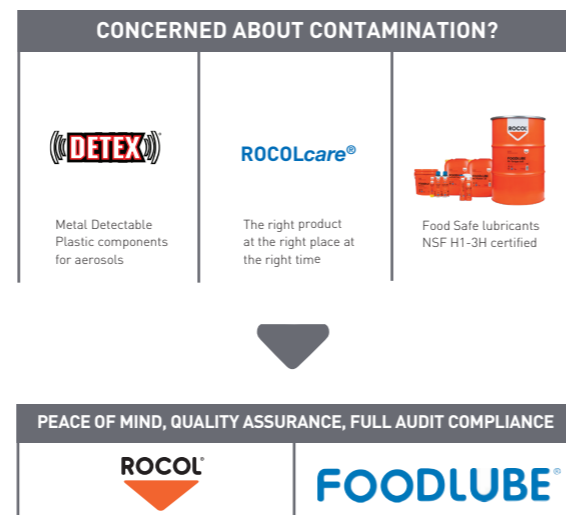 CONCERNED ABOUT CONTAMINATION?
DETEX
Metal Detectable
Plastic components
for aerosols
ROCOLcare®
The right product
at the right place at
the right time
ROCOL
FOODLUBE
Food Safe lubricants
NSF H1-3H certified
PEACE OF MIND, QUALITY ASSURANCE, FULL AUDIT COMPLIANCE
ROCOL®
FOODLUBE®